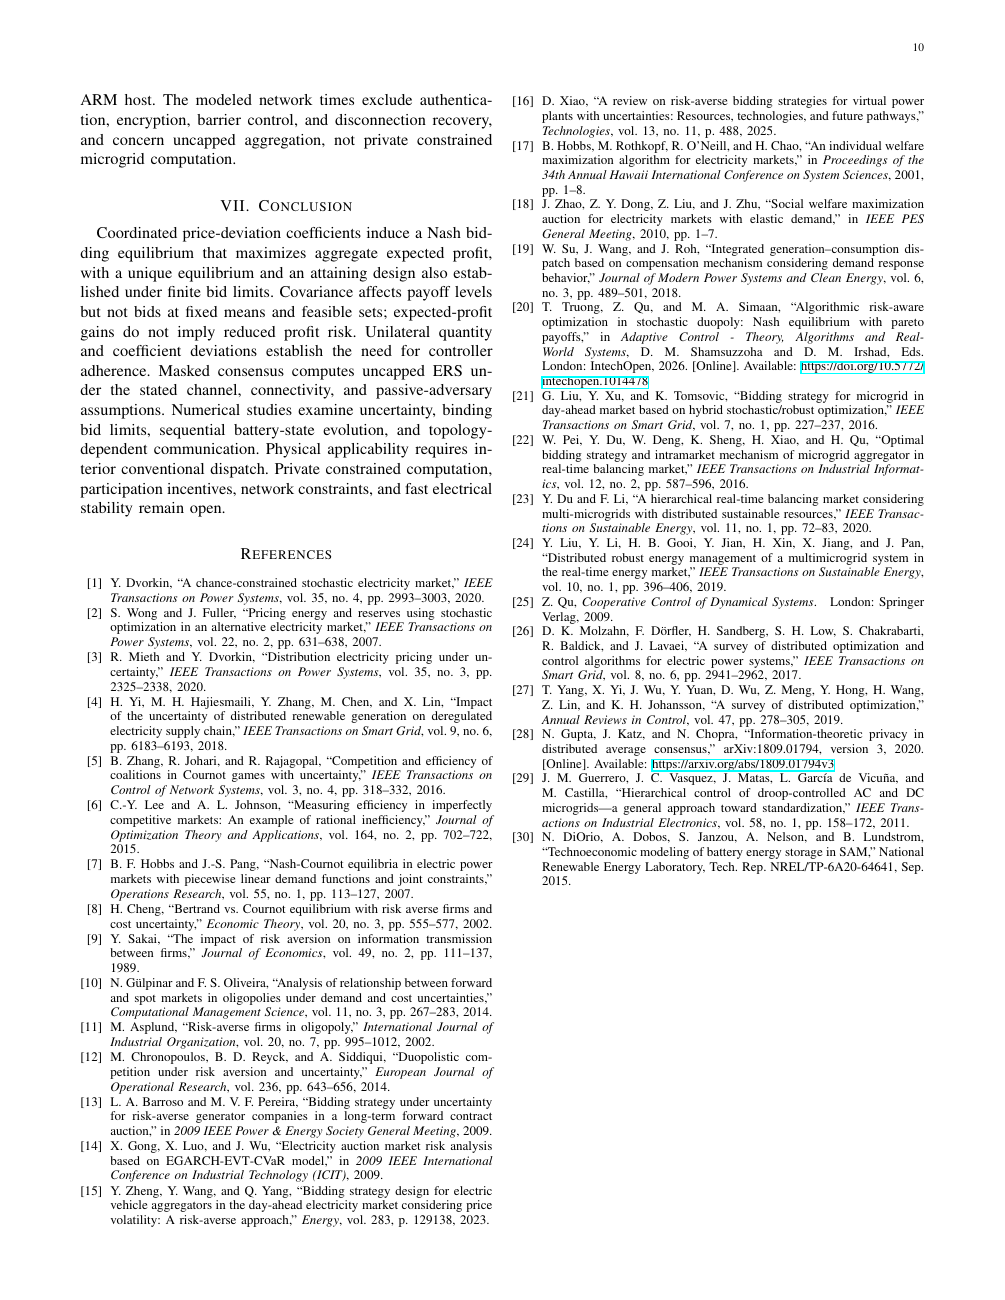 10
ARM host. The modeled network times exclude authentica-
tion, encryption, barrier control, and disconnection recovery,
and concern uncapped aggregation, not private constrained
microgrid computation.
VII. CONCLUSION
Coordinated price-deviation coefficients induce a Nash bid-
ding equilibrium that maximizes aggregate expected profit,
with a unique equilibrium and an attaining design also estab-
lished under finite bid limits. Covariance affects payoff levels
but not bids at fixed means and feasible sets; expected-profit
gains do not imply reduced profit risk. Unilateral quantity
and coefficient deviations establish the need for controller
adherence. Masked consensus computes uncapped ERS un-
der the stated channel, connectivity, and passive-adversary
assumptions. Numerical studies examine uncertainty, binding
bid limits, sequential battery-state evolution, and topology-
dependent communication. Physical applicability requires in-
terior conventional dispatch. Private constrained computation,
participation incentives, network constraints, and fast electrical
stability remain open.
REFERENCES
[1] Y. Dvorkin, “A chance-constrained stochastic electricity market,” IEEE
Transactions on Power Systems, vol. 35, no. 4, pp. 2993–3003, 2020.
[2] S. Wong and J. Fuller, “Pricing energy and reserves using stochastic
optimization in an alternative electricity market,” IEEE Transactions on
Power Systems, vol. 22, no. 2, pp. 631–638, 2007.
[3] R. Mieth and Y. Dvorkin, “Distribution electricity pricing under un-
certainty,” IEEE Transactions on Power Systems, vol. 35, no. 3, pp.
2325–2338, 2020.
[4] H. Yi, M. H. Hajiesmaili, Y. Zhang, M. Chen, and X. Lin, “Impact
of the uncertainty of distributed renewable generation on deregulated
electricity supply chain,” IEEE Transactions on Smart Grid, vol. 9, no. 6,
pp. 6183–6193, 2018.
[5] B. Zhang, R. Johari, and R. Rajagopal, “Competition and efficiency of
coalitions in Cournot games with uncertainty,” IEEE Transactions on
Control of Network Systems, vol. 3, no. 4, pp. 318–332, 2016.
[6] C.-Y. Lee and A. L. Johnson, “Measuring efficiency in imperfectly
competitive markets: An example of rational inefficiency,” Journal of
Optimization Theory and Applications, vol. 164, no. 2, pp. 702–722,
2015.
[7] B. F. Hobbs and J.-S. Pang, “Nash-Cournot equilibria in electric power
markets with piecewise linear demand functions and joint constraints,”
Operations Research, vol. 55, no. 1, pp. 113–127, 2007.
[8] H. Cheng, “Bertrand vs. Cournot equilibrium with risk averse firms and
cost uncertainty,” Economic Theory, vol. 20, no. 3, pp. 555–577, 2002.
[9] Y. Sakai, “The impact of risk aversion on information transmission
between firms,” Journal of Economics, vol. 49, no. 2, pp. 111–137,
1989.
[10] N. Gülpinar and F. S. Oliveira, “Analysis of relationship between forward
and spot markets in oligopolies under demand and cost uncertainties,”
Computational Management Science, vol. 11, no. 3, pp. 267–283, 2014.
[11] M. Asplund, “Risk-averse firms in oligopoly,” International Journal of
Industrial Organization, vol. 20, no. 7, pp. 995–1012, 2002.
[12] M. Chronopoulos, B. D. Reyck, and A. Siddiqui, “Duopolistic com-
petition under risk aversion and uncertainty,” European Journal of
Operational Research, vol. 236, pp. 643–656, 2014.
[13] L. A. Barroso and M. V. F. Pereira, “Bidding strategy under uncertainty
for risk-averse generator companies in a long-term forward contract
auction,” in 2009 IEEE Power & Energy Society General Meeting, 2009.
[14] X. Gong, X. Luo, and J. Wu, “Electricity auction market risk analysis
based on EGARCH-EVT-CVaR model,” in 2009 IEEE International
Conference on Industrial Technology (ICIT), 2009.
[15] Y. Zheng, Y. Wang, and Q. Yang, “Bidding strategy design for electric
vehicle aggregators in the day-ahead electricity market considering price
volatility: A risk-averse approach,” Energy, vol. 283, p. 129138, 2023.
[16] D. Xiao, “A review on risk-averse bidding strategies for virtual power
plants with uncertainties: Resources, technologies, and future pathways,”
Technologies, vol. 13, no. 11, p. 488, 2025.
[17] B. Hobbs, M. Rothkopf, R. O’Neill, and H. Chao, “An individual welfare
maximization algorithm for electricity markets,” in Proceedings of the
34th Annual Hawaii International Conference on System Sciences, 2001,
pp. 1–8.
[18] J. Zhao, Z. Y. Dong, Z. Liu, and J. Zhu, “Social welfare maximization
auction for electricity markets with elastic demand,” in IEEE PES
General Meeting, 2010, pp. 1–7.
[19] W. Su, J. Wang, and J. Roh, “Integrated generation–consumption dis-
patch based on compensation mechanism considering demand response
behavior,” Journal of Modern Power Systems and Clean Energy, vol. 6,
no. 3, pp. 489–501, 2018.
[20] T. Truong, Z. Qu, and M. A. Simaan, “Algorithmic risk-aware
optimization in stochastic duopoly: Nash equilibrium with pareto
payoffs,” in Adaptive Control - Theory, Algorithms and Real-
World Systems, D. M. Shamsuzzoha and D. M. Irshad, Eds.
London: IntechOpen, 2026. [Online]. Available: https://doi.org/10.5772/
intechopen.1014478
[21] G. Liu, Y. Xu, and K. Tomsovic, “Bidding strategy for microgrid in
day-ahead market based on hybrid stochastic/robust optimization,” IEEE
Transactions on Smart Grid, vol. 7, no. 1, pp. 227–237, 2016.
[22] W. Pei, Y. Du, W. Deng, K. Sheng, H. Xiao, and H. Qu, “Optimal
bidding strategy and intramarket mechanism of microgrid aggregator in
real-time balancing market,” IEEE Transactions on Industrial Informat-
ics, vol. 12, no. 2, pp. 587–596, 2016.
[23] Y. Du and F. Li, “A hierarchical real-time balancing market considering
multi-microgrids with distributed sustainable resources,” IEEE Transac-
tions on Sustainable Energy, vol. 11, no. 1, pp. 72–83, 2020.
[24] Y. Liu, Y. Li, H. B. Gooi, Y. Jian, H. Xin, X. Jiang, and J. Pan,
“Distributed robust energy management of a multimicrogrid system in
the real-time energy market,” IEEE Transactions on Sustainable Energy,
vol. 10, no. 1, pp. 396–406, 2019.
[25] Z. Qu, Cooperative Control of Dynamical Systems. London: Springer
Verlag, 2009.
[26] D. K. Molzahn, F. Dörfler, H. Sandberg, S. H. Low, S. Chakrabarti,
R. Baldick, and J. Lavaei, “A survey of distributed optimization and
control algorithms for electric power systems,” IEEE Transactions on
Smart Grid, vol. 8, no. 6, pp. 2941–2962, 2017.
[27] T. Yang, X. Yi, J. Wu, Y. Yuan, D. Wu, Z. Meng, Y. Hong, H. Wang,
Z. Lin, and K. H. Johansson, “A survey of distributed optimization,”
Annual Reviews in Control, vol. 47, pp. 278–305, 2019.
[28] N. Gupta, J. Katz, and N. Chopra, “Information-theoretic privacy in
distributed average consensus,” arXiv:1809.01794, version 3, 2020.
[Online]. Available: https://arxiv.org/abs/1809.01794v3
[29] J. M. Guerrero, J. C. Vasquez, J. Matas, L. García de Vicuña, and
M. Castilla, “Hierarchical control of droop-controlled AC and DC
microgrids—a general approach toward standardization,” IEEE Trans-
actions on Industrial Electronics, vol. 58, no. 1, pp. 158–172, 2011.
[30] N. DiOrio, A. Dobos, S. Janzou, A. Nelson, and B. Lundstrom,
“Technoeconomic modeling of battery energy storage in SAM,” National
Renewable Energy Laboratory, Tech. Rep. NREL/TP-6A20-64641, Sep.
2015.